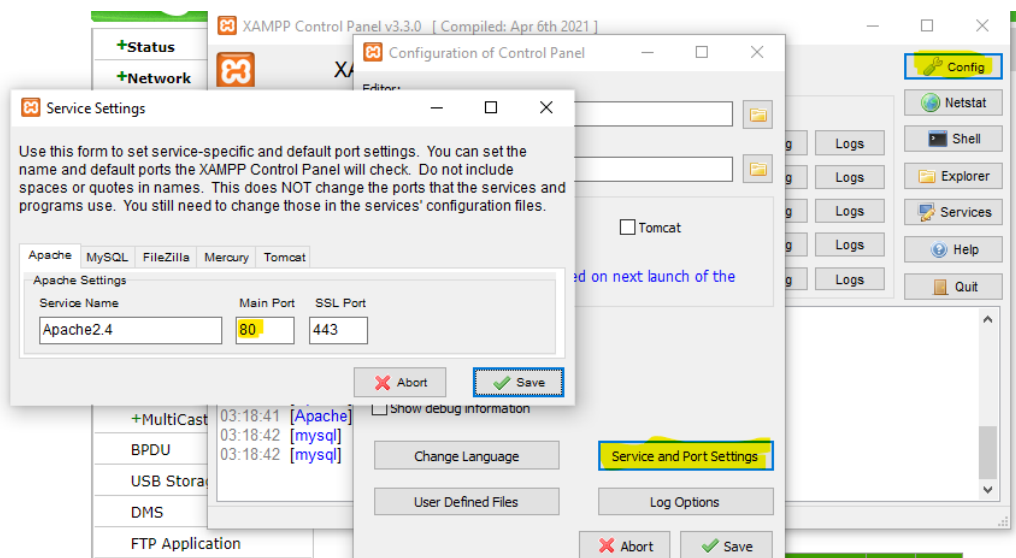 XAMPP Control Panel v3.3.0 [ Compiled: Apr 6th 2021 ]
Configuration of Control Panel
+Status
+Network
Config
Netstat
Shell
Explorer
Services
Help
Quit
Logs
Logs
Logs
Logs
Logs
Service Settings
Use this form to set service-specific and default port settings. You can set the
name and default ports the XAMPP Control Panel will check. Do not include
spaces or quotes in names. This does NOT change the ports that the services and
programs use. You still need to change those in the services' configuration files.
Apache MySQL FileZilla Mercury Tomcat
Apache Settings
Service Name Main Port SSL Port
Apache2.4 80 443
Abort Save
Tomcat
on next launch of the
Show debug information
Change Language Service and Port Settings
User Defined Files Log Options
Abort Save
+MultiCast
BPDU
USB
DMS
FTP Application
03:18:41 [Apache]
03:18:42 [mysql]
03:18:42 [mysql]